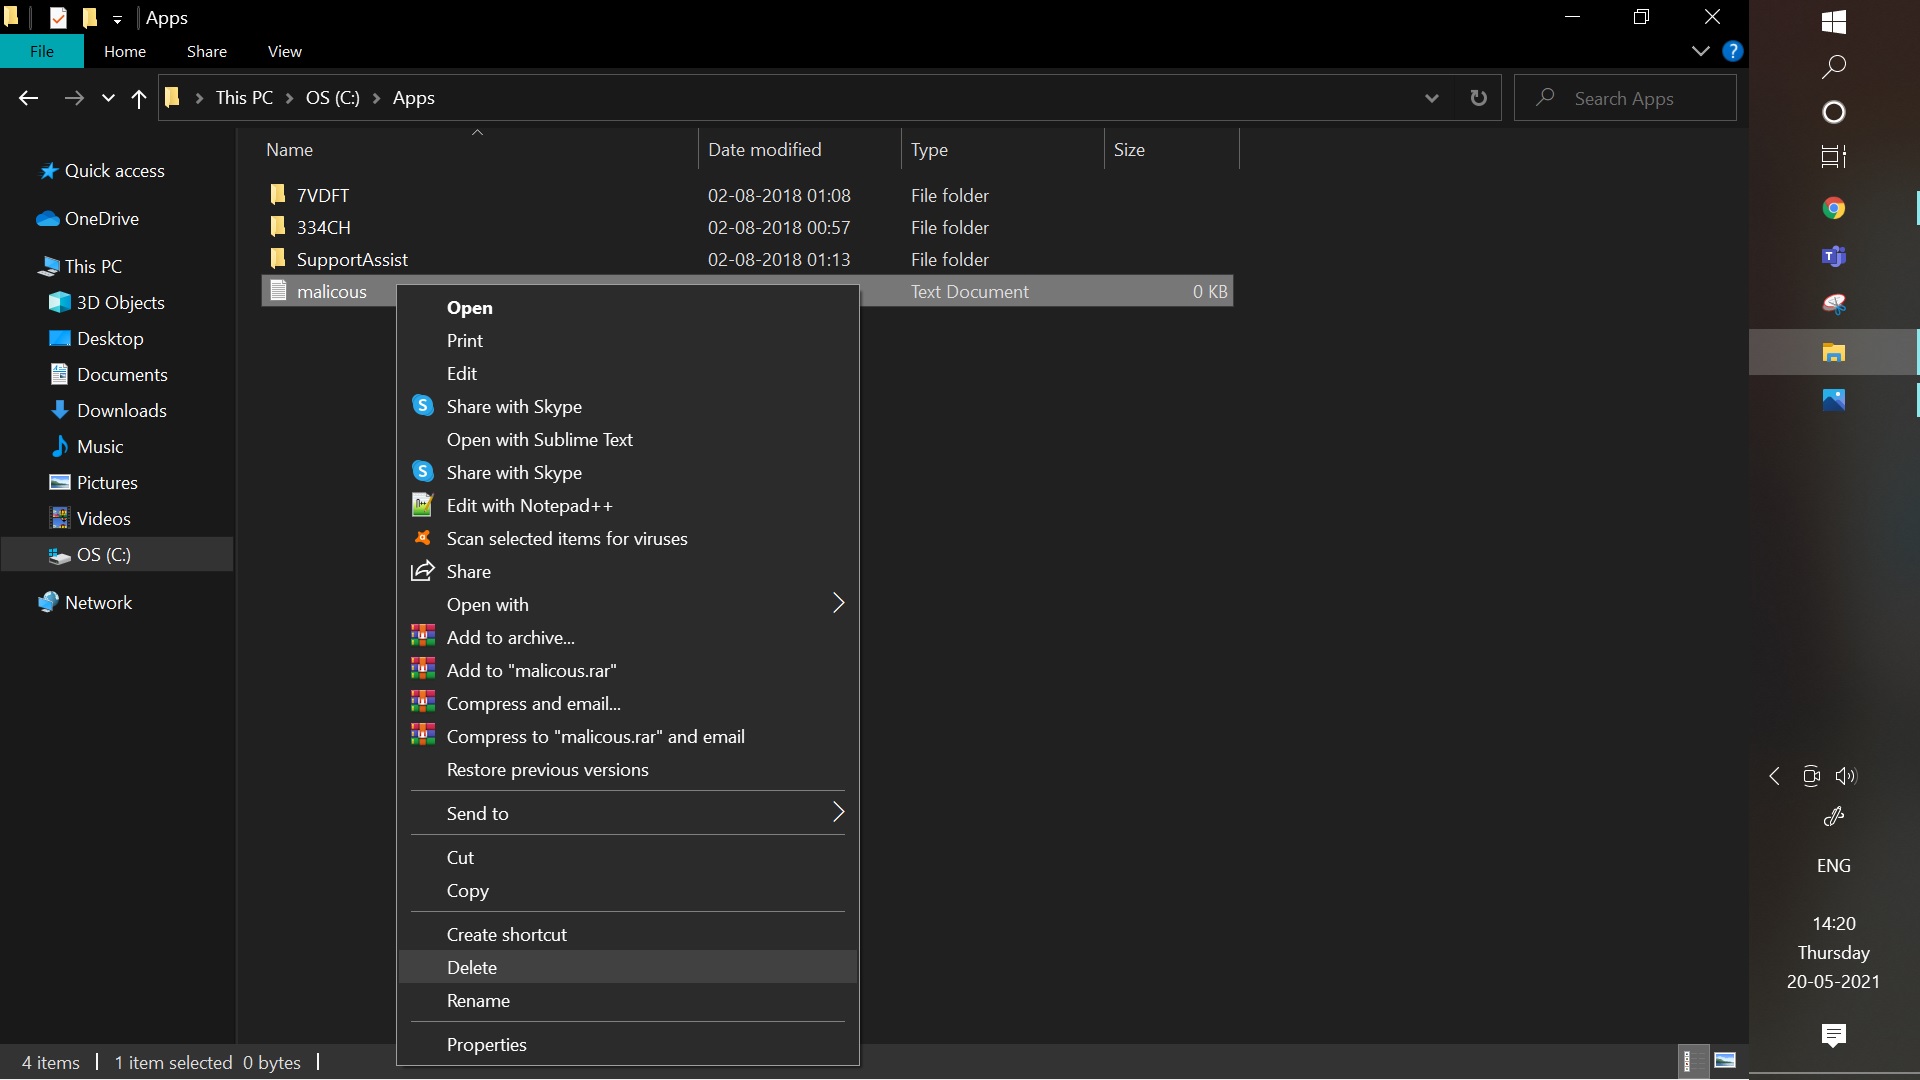 Apps
File Home Share View
This PC OS (C:) Apps Search Apps
Name Date modified Type Size
Quick access
OneDrive
This PC
3D Objects
Desktop
Documents
Downloads
Music
Pictures
Videos
OS (C:)
Network
7VDFT 02-08-2018 01:08 File folder
334CH 02-08-2018 00:57 File folder
SupportAssist 02-08-2018 01:13 File folder
malicous Text Document 0 KB
Open
Print
Edit
Share with Skype
Open with Sublime Text
Share with Skype
Edit with Notepad++
Scan selected items for viruses
Share
Open with
Add to archive...
Add to "malicous.rar"
Compress and email...
Compress to "malicous.rar" and email
Restore previous versions
Send to
Cut
Copy
Create shortcut
Delete
Rename
Properties
4 items 1 item selected 0 bytes
ENG
14:20
Thursday
20-05-2021